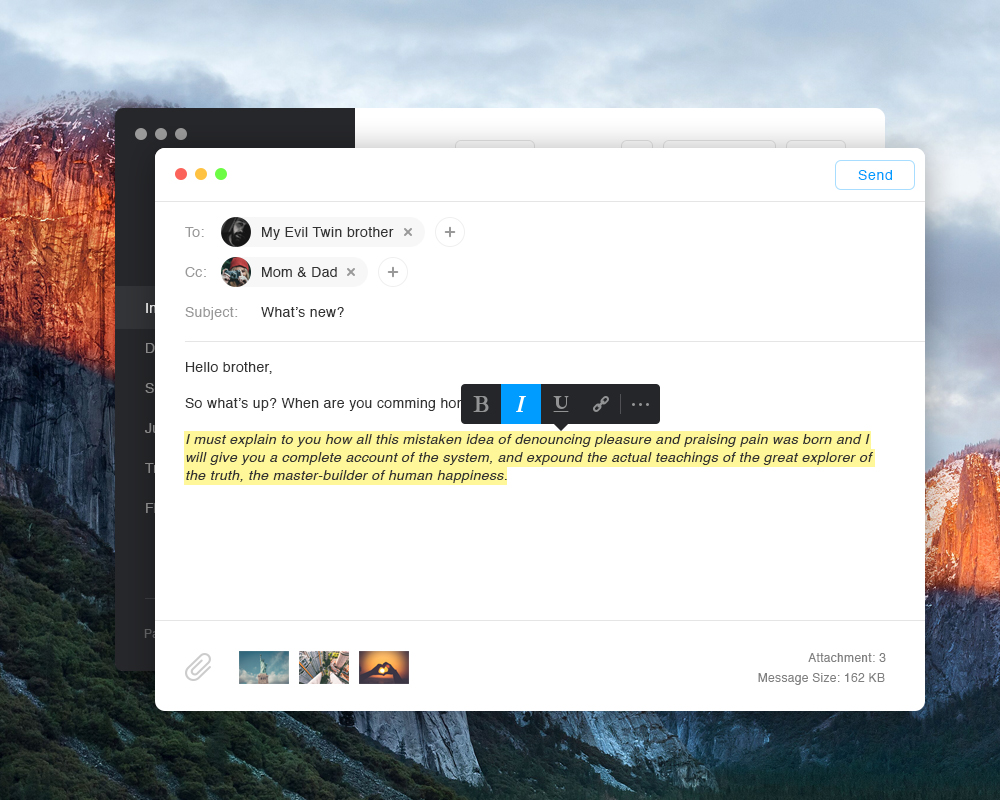 Send
To: My Evil Twin brother
Cc: Mom & Dad
Subject: What's new?
Hello brother,
So what's up? When are you comming
B I U
I must explain to you how all this mistaken idea of denouncing pleasure and praising pain was born and I
will give you a complete account of the system, and expound the actual teachings of the great explorer of
the truth, the master-builder of human happiness.
Attachment: 3
Message Size: 162 KB